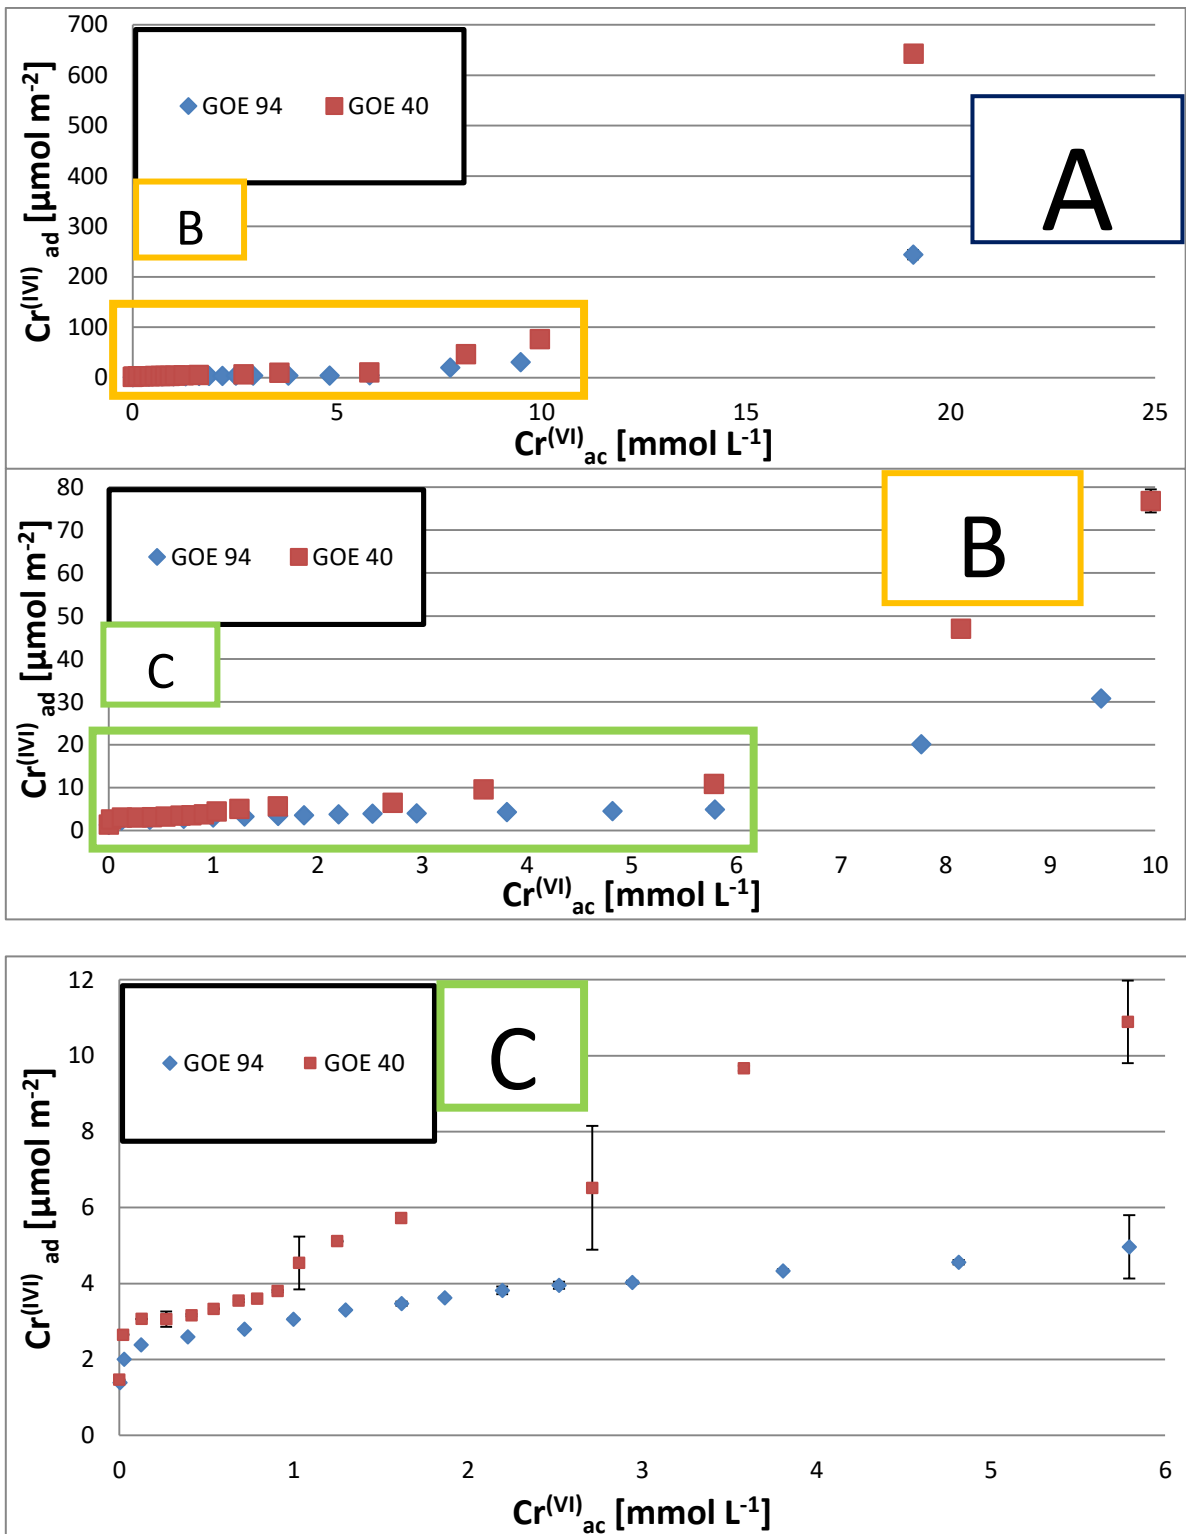 700
600
500
400
300
200
100
0
Cr(IVI) ad [µmol m-2]
GOE 94 GOE 40
A
B
0 5 10 15 20 25
Cr(VI)ac [mmol L-1]
80
70
60
50
40
30
20
10
0
Cr(IVI) ad [µmol m-2]
GOE 94 GOE 40
B
C
0 1 2 3 4 5 6 7 8 9 10
Cr(VI)ac [mmol L-1]
12
10
8
6
4
2
0
Cr(IVI) ad [µmol m-2]
GOE 94 GOE 40
C
0 1 2 3 4 5 6
Cr(VI)ac [mmol L-1]